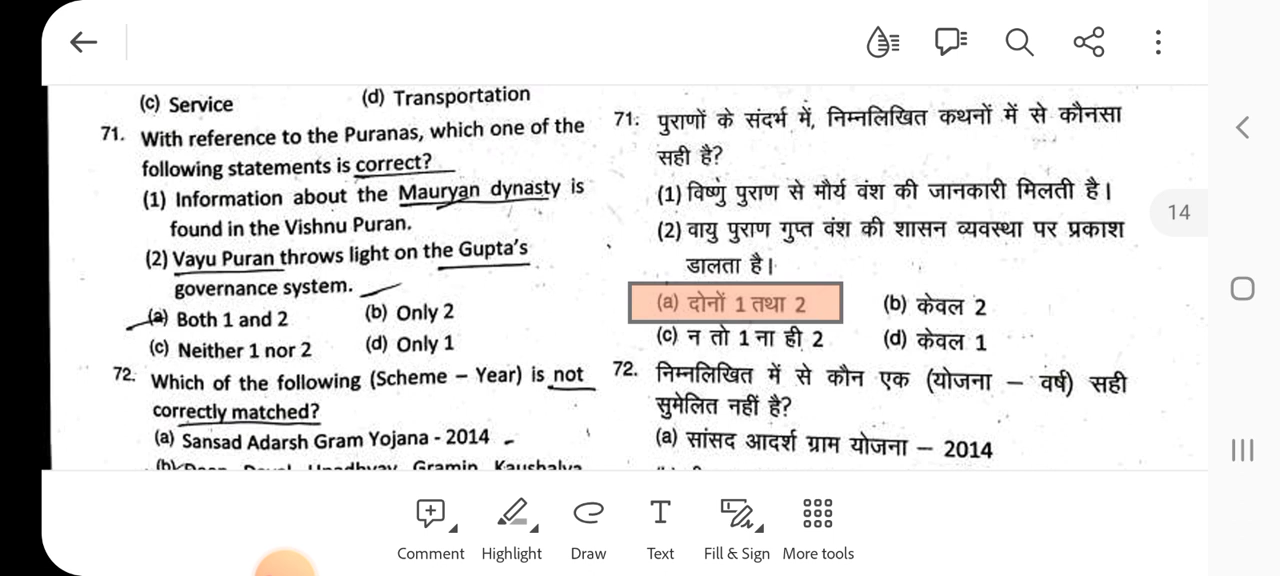 (c) Service
(d) Transportation
71. With reference to the Puranas, which one of the
following statements is correct?
(1) Information about the Mauryan dynasty is
found in the Vishnu Puran.
(2) Vayu Puran throws light on the Gupta's
governance system.
(a) Both 1 and 2
(b) Only 2
(c) Neither 1 nor 2
(d) Only 1
72. Which of the following (Scheme – Year) is not
correctly matched?
(a) Sansad Adarsh Gram Yojana - 2014
71. पुराणों के संदर्भ में, निम्नलिखित कथनों में से कौनसा
सही है?
(1) विष्णु पुराण से मौर्य वंश की जानकारी मिलती है।
(2) वायु पुराण गुप्त वंश की शासन व्यवस्था पर प्रकाश
डालता है।
(a) दोनों 1 तथा 2
(b) केवल 2
(c) न तो 1 ना ही 2
(d) केवल 1
72. निम्नलिखित में से कौन एक (योजना – वर्ष) सही
सुमेलित नहीं है?
(a) सांसद आदर्श ग्राम योजना – 2014
14
Comment
Highlight
Draw
Text
Fill & Sign
More tools